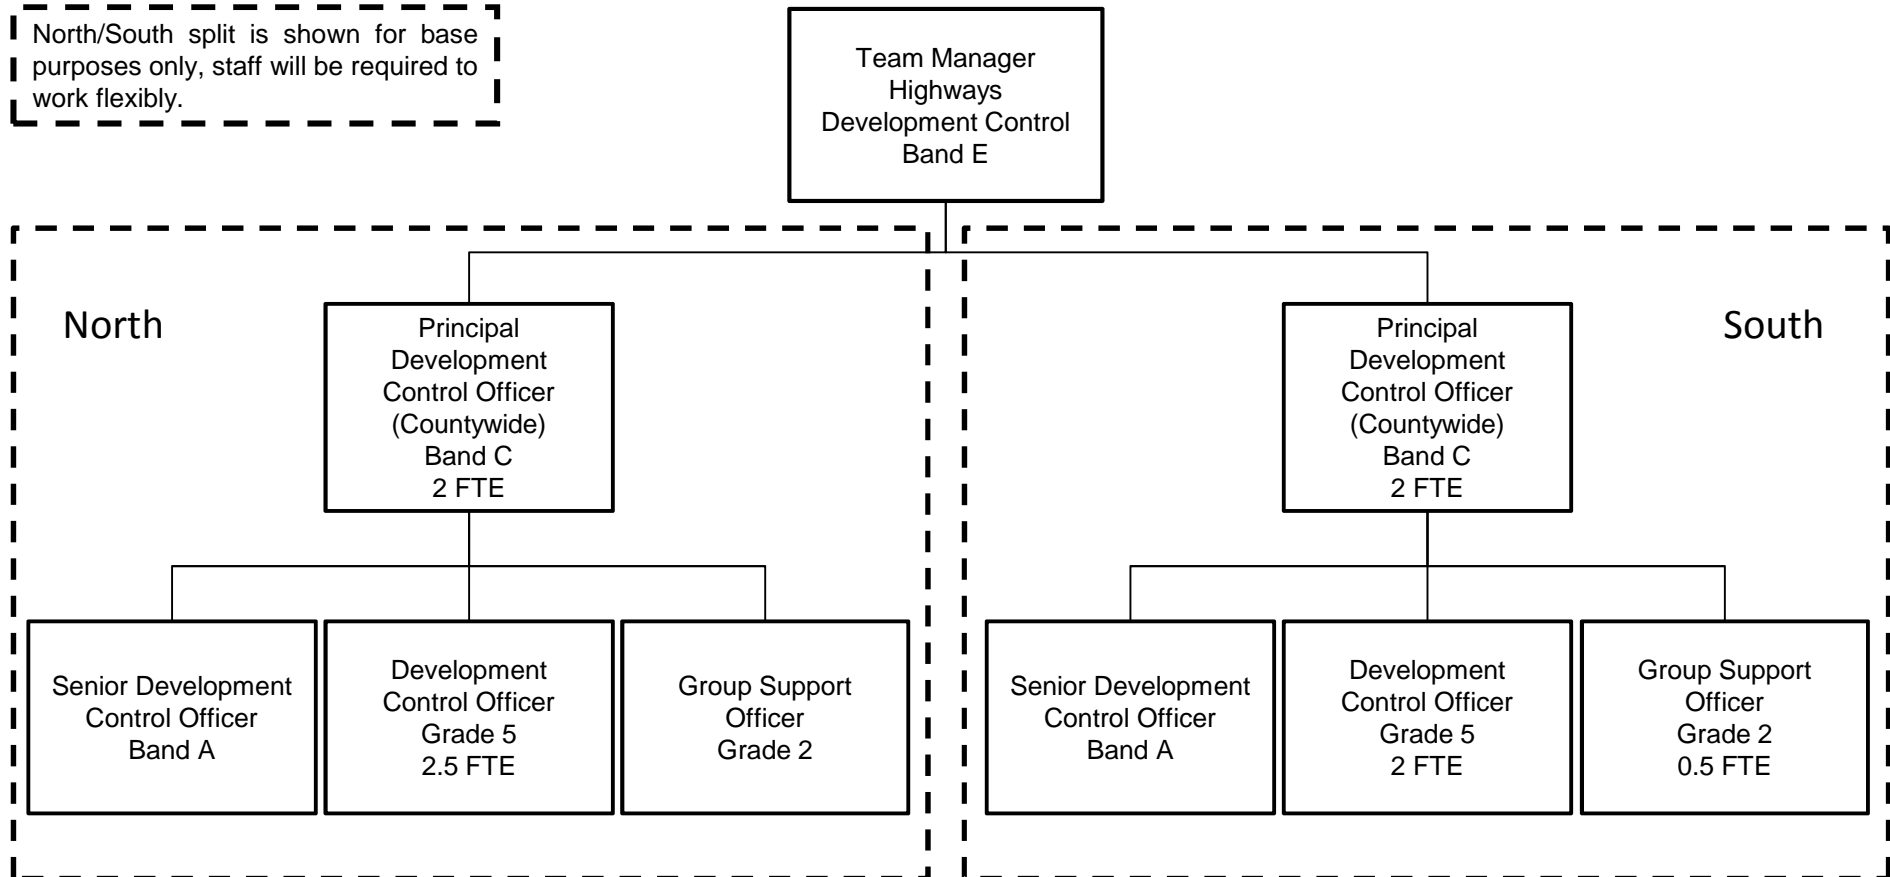 North/South split is shown for base
purposes only, staff will be required to
work flexibly.
Team Manager
Highways
Development Control
Band E
North
Principal
Development
Control Officer
(Countywide)
Band C
2 FTE
Senior Development
Control Officer
Band A
Development
Control Officer
Grade 5
2.5 FTE
Group Support
Officer
Grade 2
South
Principal
Development
Control Officer
(Countywide)
Band C
2 FTE
Senior Development
Control Officer
Band A
Development
Control Officer
Grade 5
2 FTE
Group Support
Officer
Grade 2
0.5 FTE